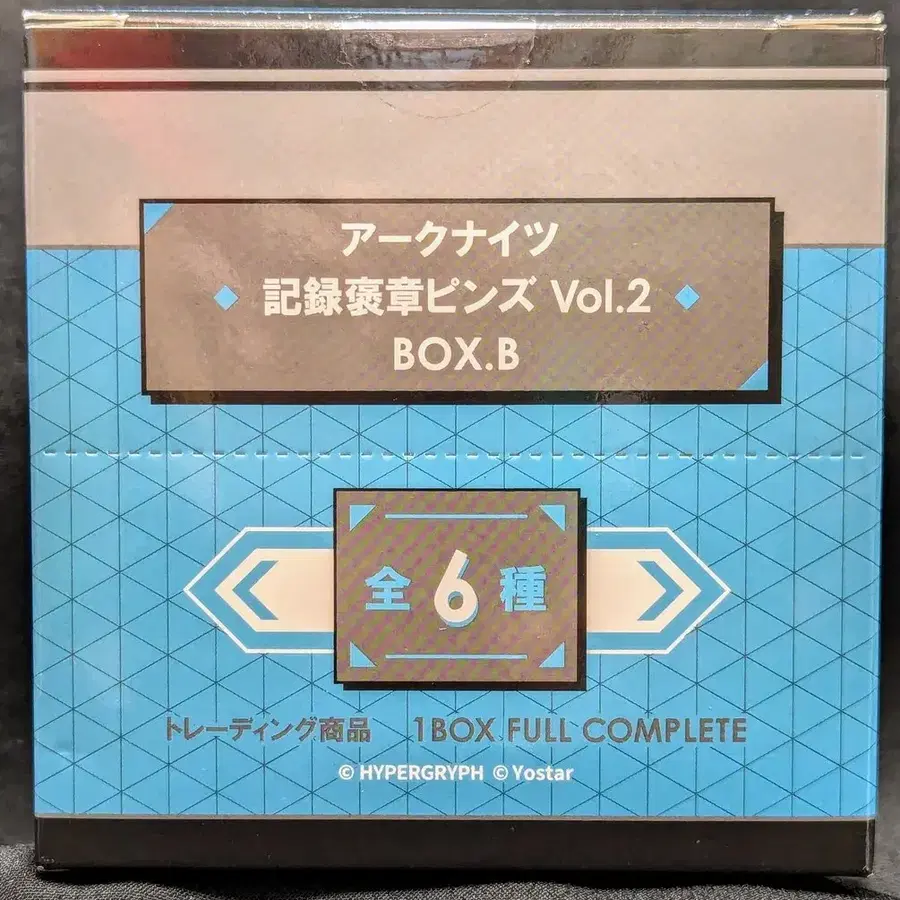 アークナイツ
記録褒章ピンズ Vol.2
BOX.B
全6種
トレーディング商品 1BOX FULL COMPLETE
© HYPERGRYPH © Yostar